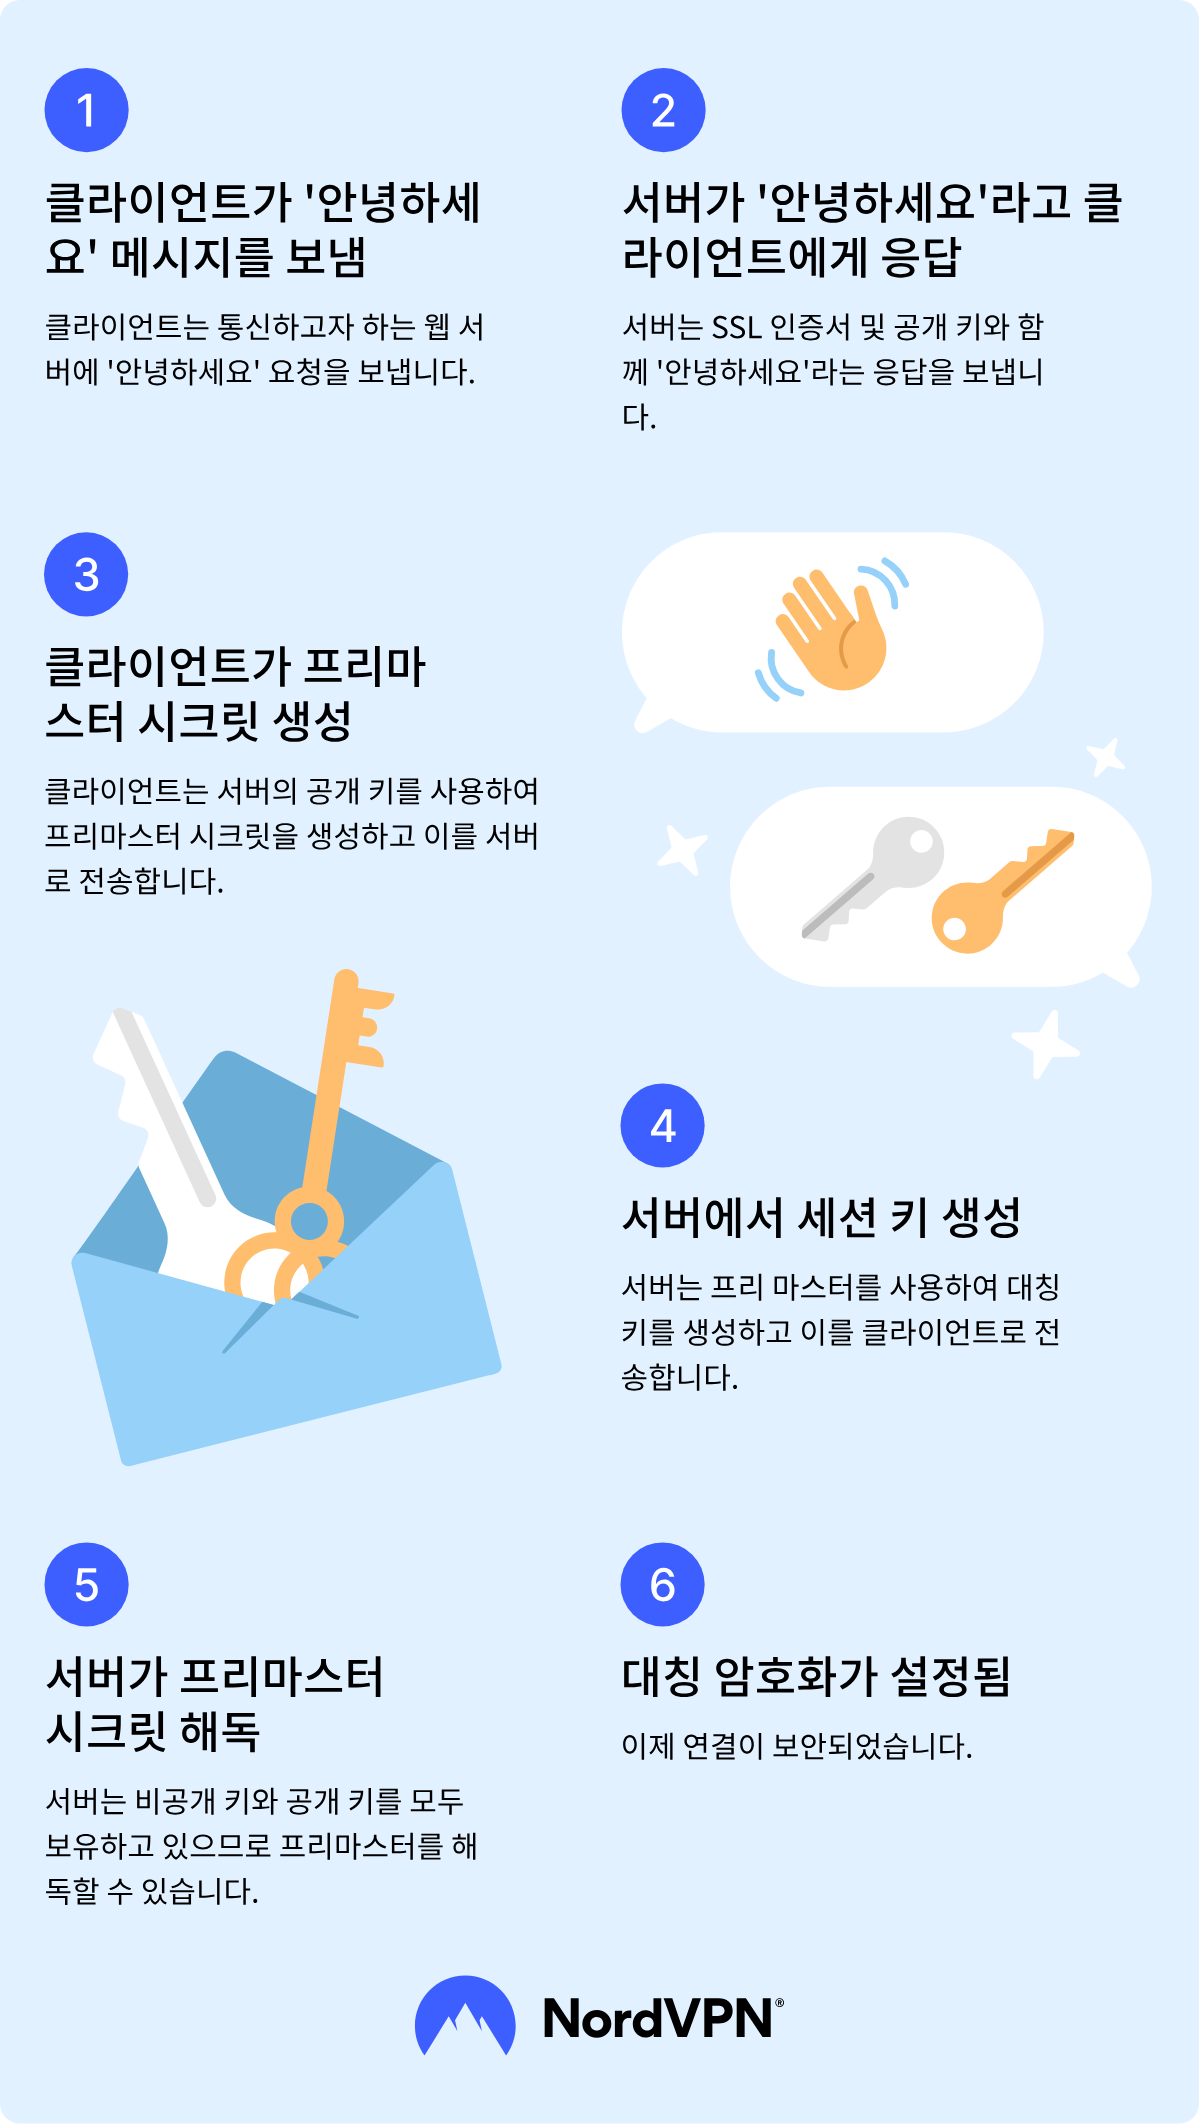 1
클라이언트가 '안녕하세
요' 메시지를 보냄
클라이언트는 통신하고자 하는 웹 서
버에 '안녕하세요' 요청을 보냅니다.
2
서버가 '안녕하세요'라고 클
라이언트에게 응답
서버는 SSL 인증서 및 공개 키와 함
께 '안녕하세요'라는 응답을 보냅니
다.
3
클라이언트가 프리마
스터 시크릿 생성
클라이언트는 서버의 공개 키를 사용하여
프리마스터 시크릿을 생성하고 이를 서버
로 전송합니다.
4
서버에서 세션 키 생성
서버는 프리 마스터를 사용하여 대칭
키를 생성하고 이를 클라이언트로 전
송합니다.
5
서버가 프리마스터
시크릿 해독
서버는 비공개 키와 공개 키를 모두
보유하고 있으므로 프리마스터를 해
독할 수 있습니다.
6
대칭 암호화가 설정됨
이제 연결이 보안되었습니다.
NordVPN®